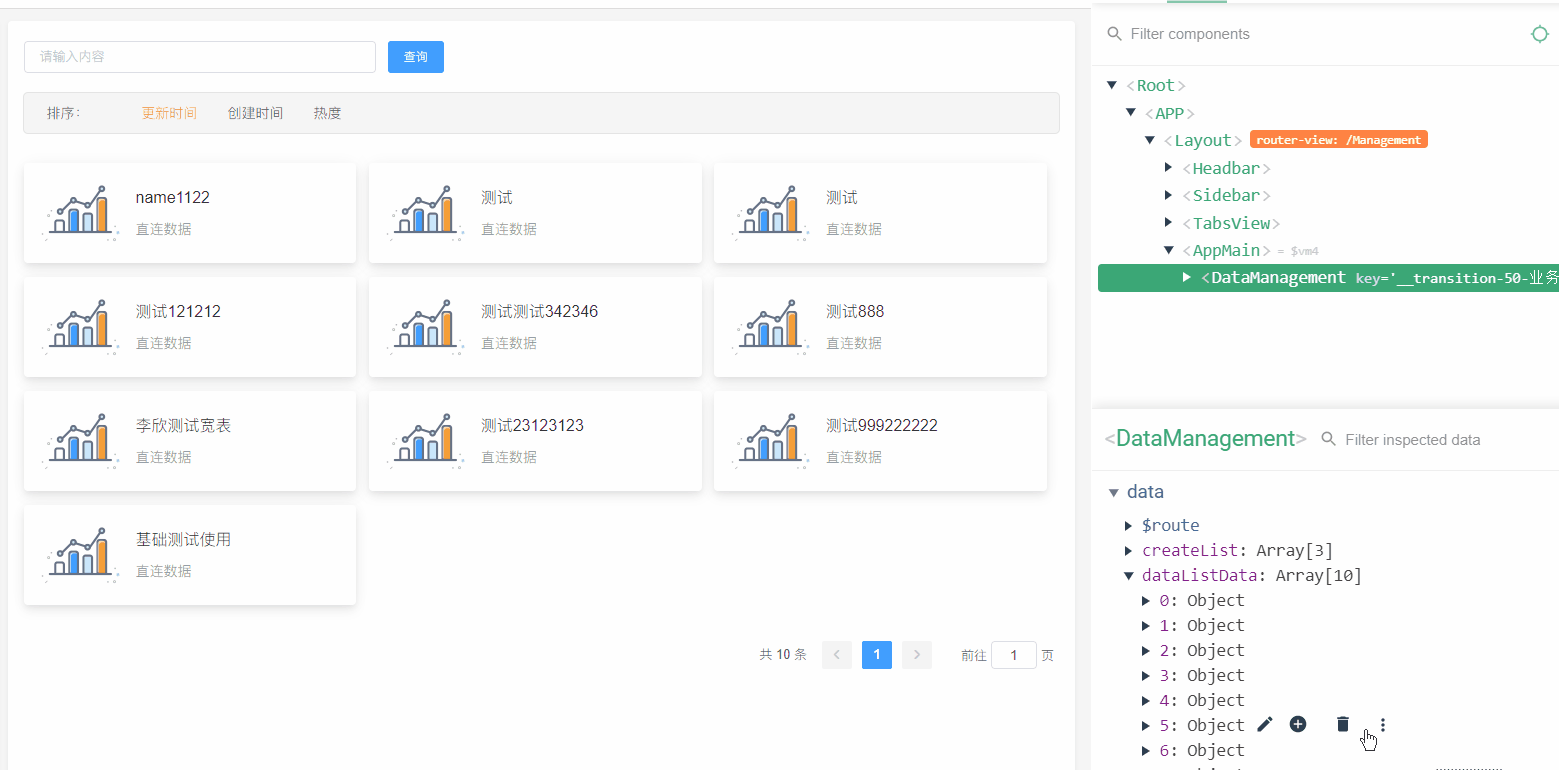 请输入内容
查询
排序：
更新时间
创建时间
热度
name1122
直连数据
测试
直连数据
测试
直连数据
测试121212
直连数据
测试测试342346
直连数据
测试888
直连数据
李欣测试宽表
直连数据
测试23123123
直连数据
测试999222222
直连数据
基础测试使用
直连数据
共 10 条
1
前往 1 页
Filter components
<Root>
<APP>
<Layout> router-view: /Management
<Headbar>
<Sidebar>
<TabsView>
<AppMain> = $vm4
<DataManagement key='__transition-50-业务
<DataManagement>
Filter inspected data
data
$route
createList: Array[3]
dataListData: Array[10]
0: Object
1: Object
2: Object
3: Object
4: Object
5: Object
6: Object